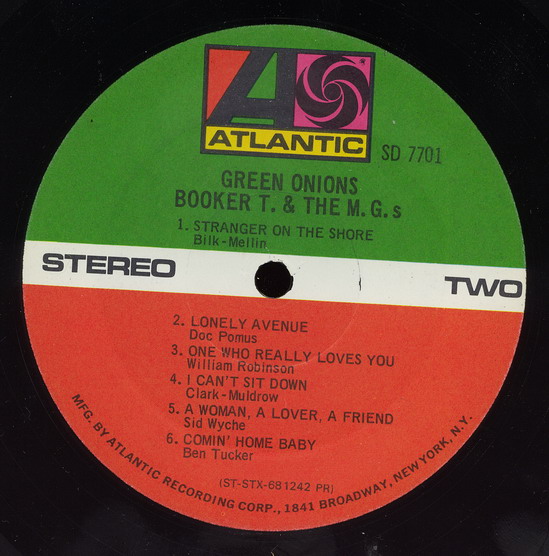 ATLANTIC
SD 7701
GREEN ONIONS
BOOKER T. & THE M. G. s
1. STRANGER ON THE SHORE
Bilk-Mellin
STEREO
TWO
2. LONELY AVENUE
Doc Pomus
3. ONE WHO REALLY LOVES YOU
William Robinson
4. I CAN'T SIT DOWN
Clark-Muldrow
5. A WOMAN, A LOVER, A FRIEND
Sid Wyche
6. COMIN' HOME BABY
Ben Tucker
(ST-STX-681242 PR)
MFG. BY ATLANTIC RECORDING CORP., 1841 BROADWAY, NEW YORK, N.Y.